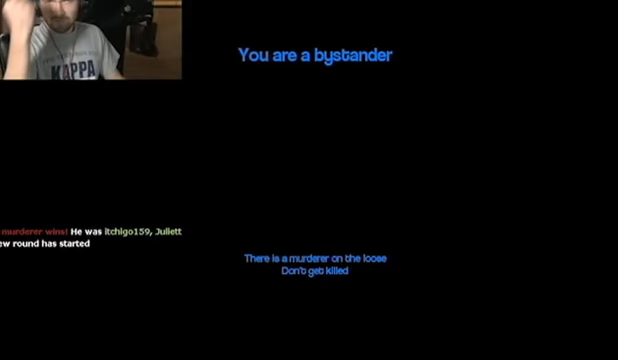 KAPPA
You are a bystander
murderer wins! He was itchigo159, Juliett
ew round has started
There is a murderer on the loose
Don't get killed